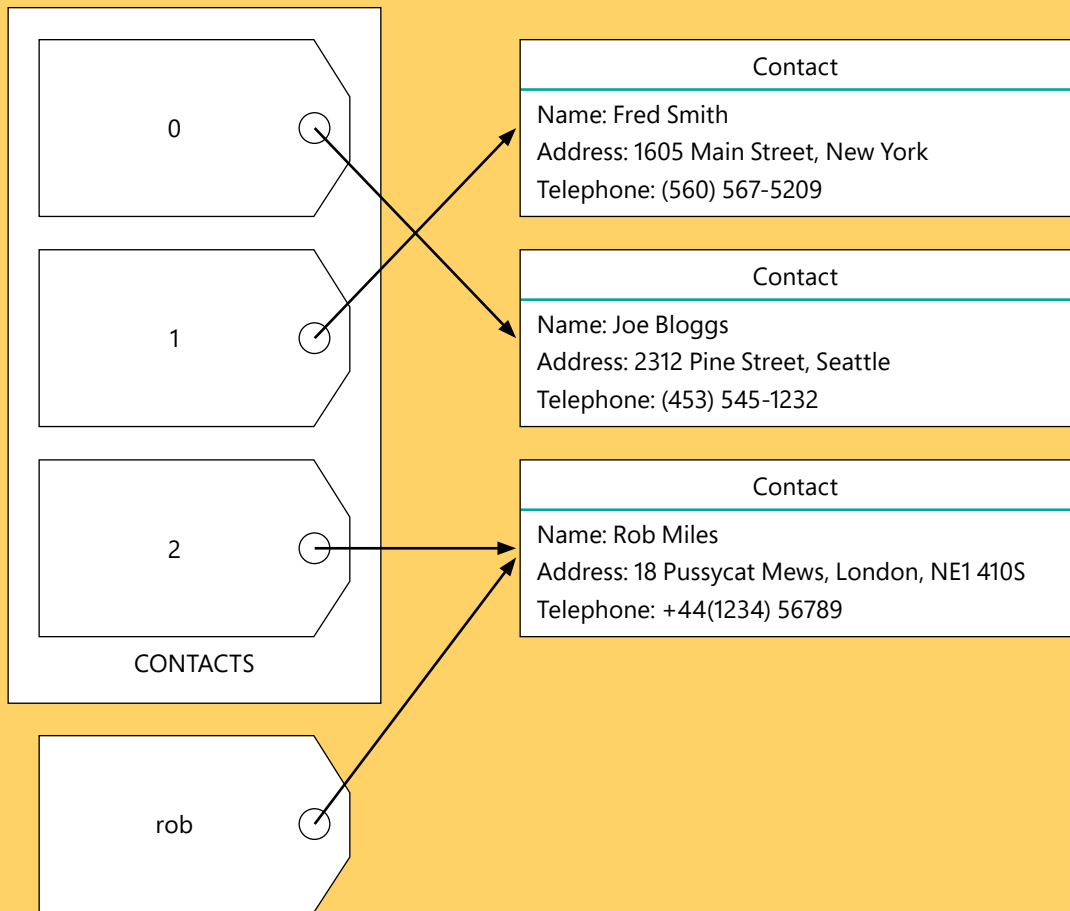 0
1
2
CONTACTS
rob
Contact
Name: Fred Smith
Address: 1605 Main Street, New York
Telephone: (560) 567-5209
Contact
Name: Joe Bloggs
Address: 2312 Pine Street, Seattle
Telephone: (453) 545-1232
Contact
Name: Rob Miles
Address: 18 Pussycat Mews, London, NE1 410S
Telephone: +44(1234) 56789